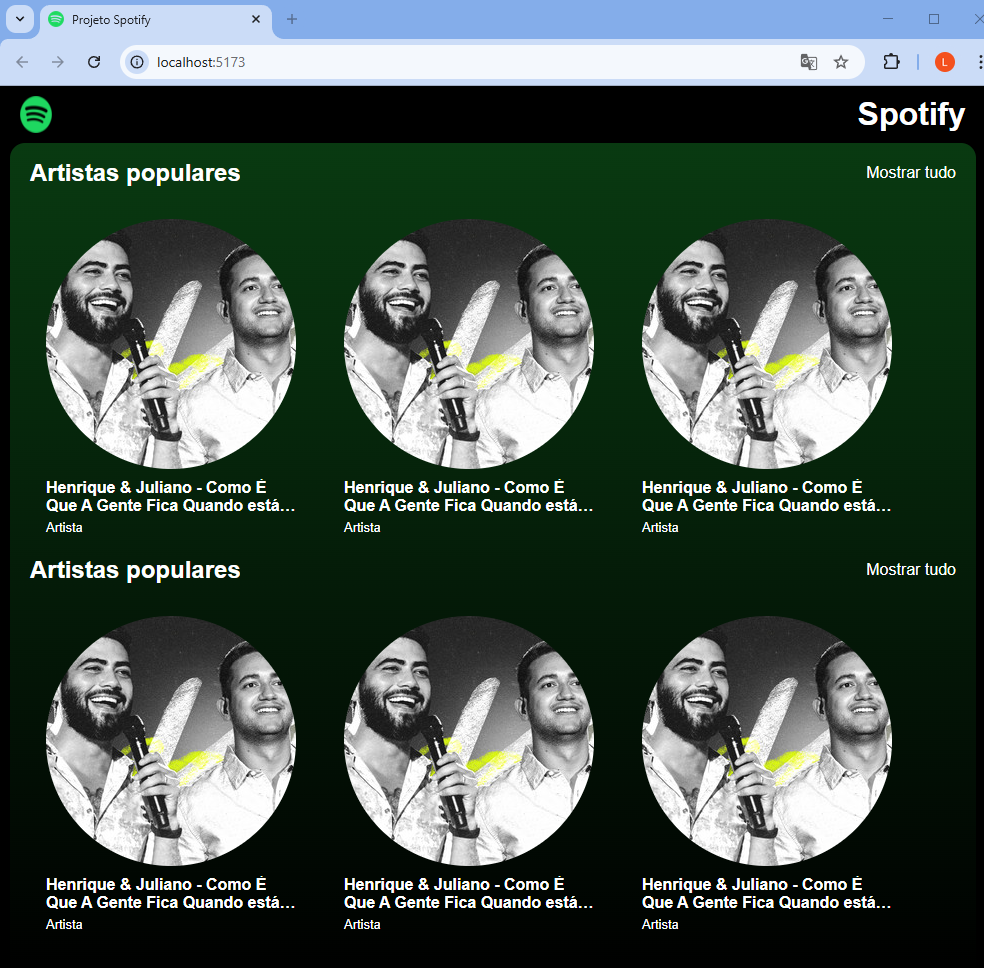 Projeto Spotify
localhost:5173
L
Spotify
Artistas populares
Mostrar tudo
Henrique & Juliano - Como É
Que A Gente Fica Quando está...
Artista
Henrique & Juliano - Como É
Que A Gente Fica Quando está...
Artista
Henrique & Juliano - Como É
Que A Gente Fica Quando está...
Artista
Artistas populares
Mostrar tudo
Henrique & Juliano - Como É
Que A Gente Fica Quando está...
Artista
Henrique & Juliano - Como É
Que A Gente Fica Quando está...
Artista
Henrique & Juliano - Como É
Que A Gente Fica Quando está...
Artista